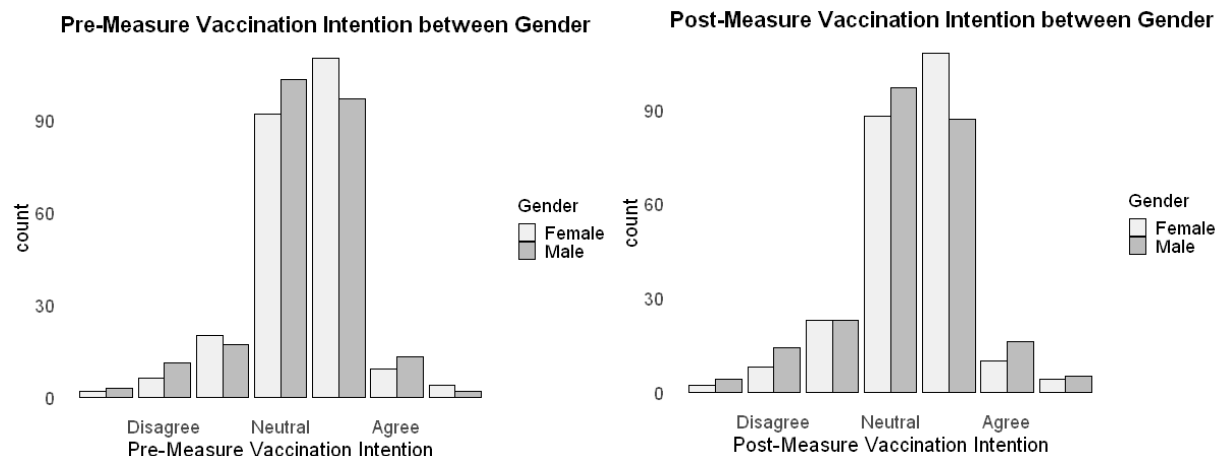 Pre-Measure Vaccination Intention between Gender
count
90
60
30
0
Disagree Neutral Agree
Pre-Measure Vaccination Intention
Gender
Female
Male
Post-Measure Vaccination Intention between Gender
count
90
60
30
0
Disagree Neutral Agree
Post-Measure Vaccination Intention
Gender
Female
Male